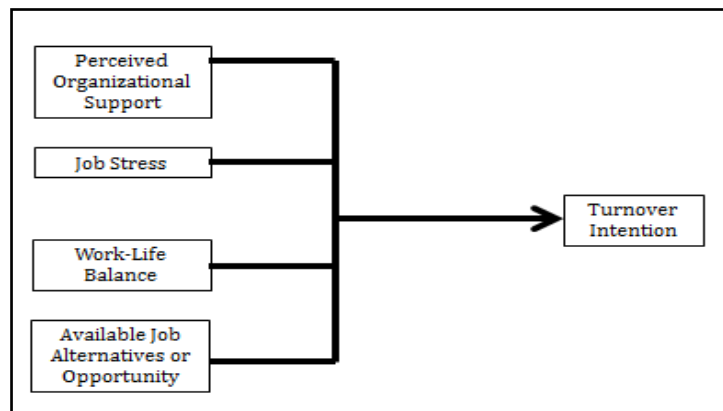 Perceived
Organizational
Support
Job Stress
Work-Life
Balance
Available Job
Alternatives or
Opportunity
Turnover
Intention